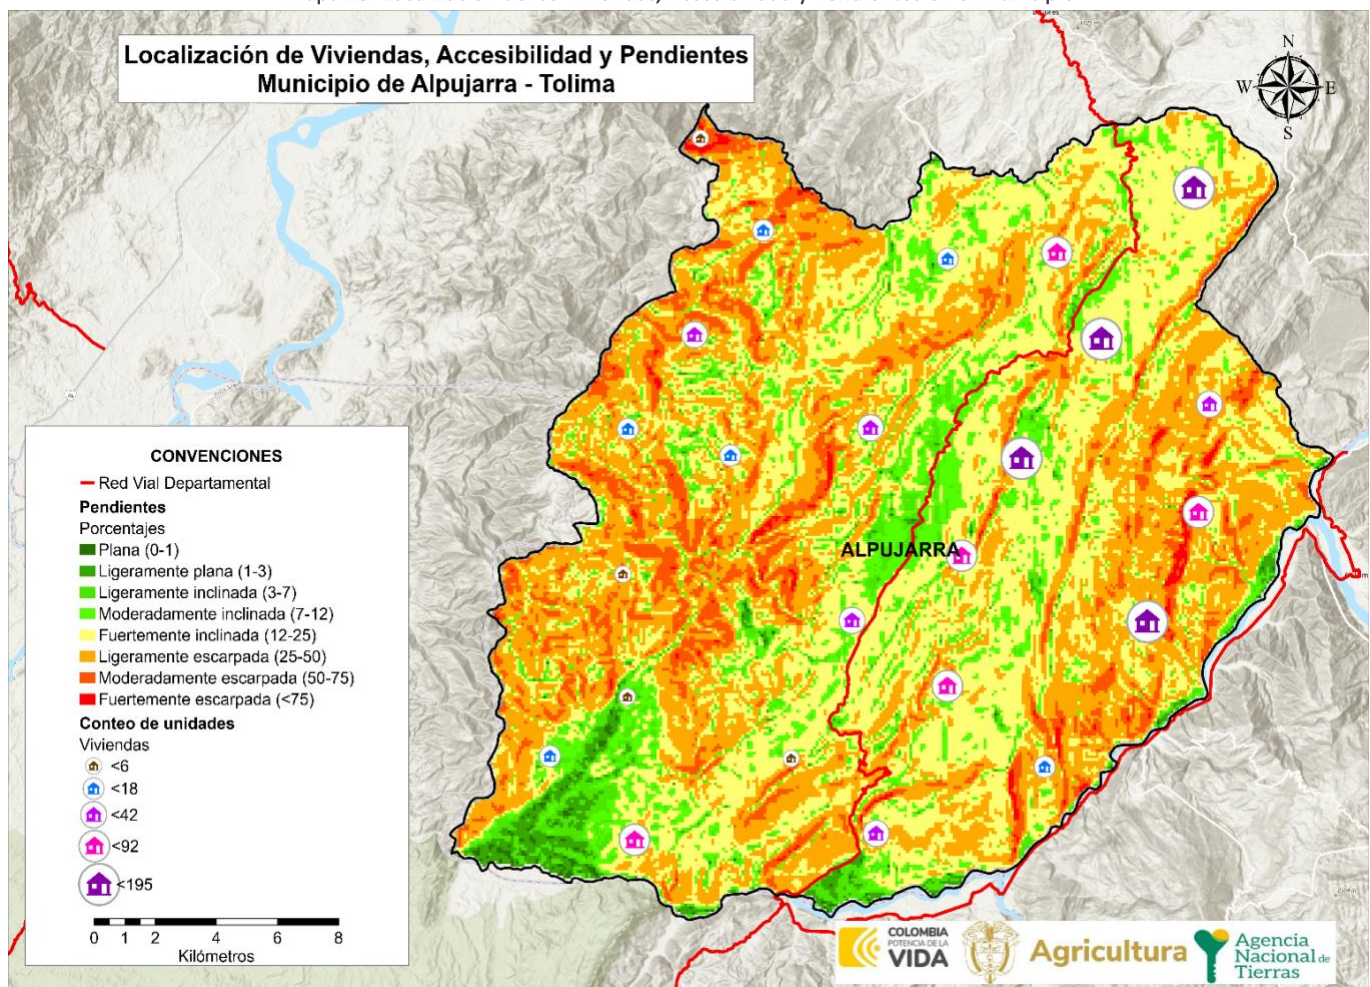 Localización de Viviendas, Accesibilidad y Pendientes
Municipio de Alpujarra - Tolima
N
W
E
S
ALPUJARRA
CONVENCIONES
Red Vial Departamental
Pendientes
Porcentajes
Plana (0-1)
Ligeramente plana (1-3)
Ligeramente inclinada (3-7)
Moderadamente inclinada (7-12)
Fuertemente inclinada (12-25)
Ligeramente escarpada (25-50)
Moderadamente escarpada (50-75)
Fuertemente escarpada (<75)
Conteo de unidades
Viviendas
<6
<18
<42
<92
<195
0 1 2 4 6 8
Kilómetros
COLOMBIA
POTENCIA DE LA
VIDA
Agricultura
Agencia
Nacional de
Tierras